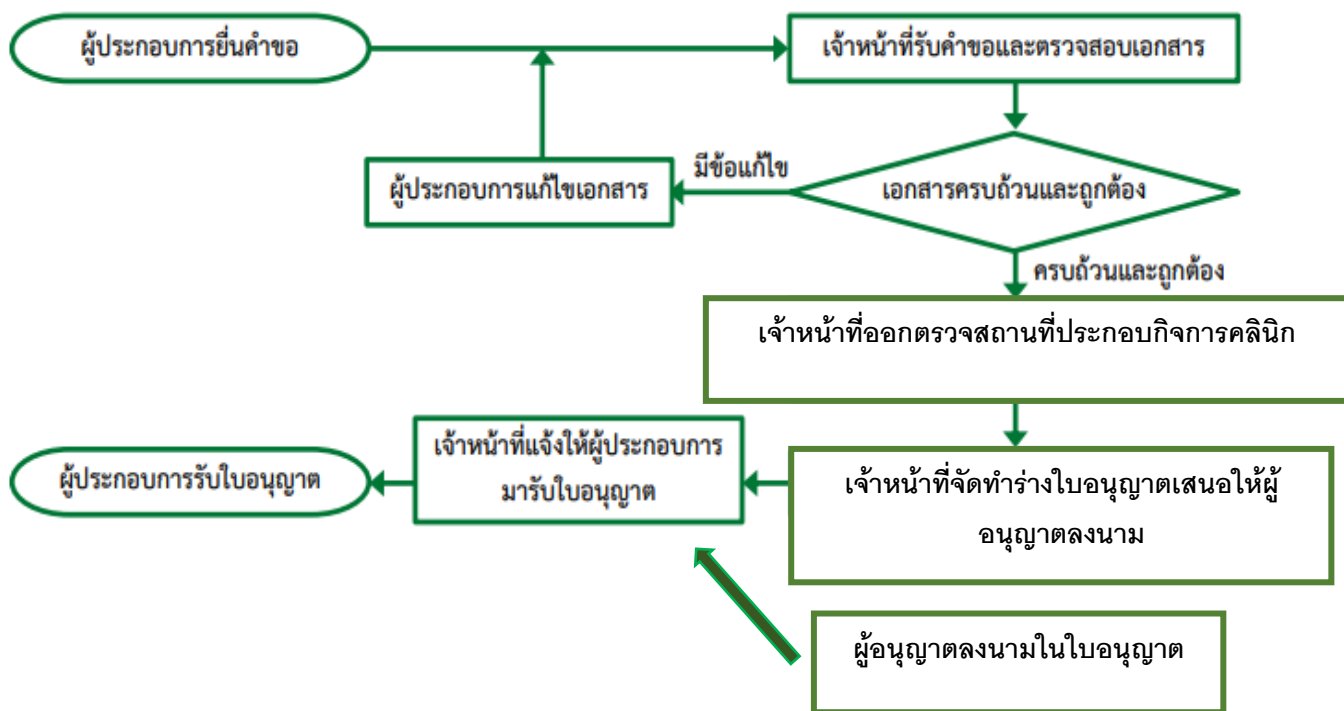 ผู้ประกอบการยื่นคำขอ
เจ้าหน้าที่รับคำขอและตรวจสอบเอกสาร
ผู้ประกอบการแก้ไขเอกสาร
มีข้อแก้ไข
เอกสารครบถ้วนและถูกต้อง
ครบถ้วนและถูกต้อง
เจ้าหน้าที่ออกตรวจสถานที่ประกอบกิจการคลินิก
เจ้าหน้าที่จัดทำร่างใบอนุญาตเสนอให้ผู้
อนุญาตลงนาม
เจ้าหน้าที่แจ้งให้ผู้ประกอบการ
มารับใบอนุญาต
ผู้ประกอบการรับใบอนุญาต
ผู้อนุญาตลงนามในใบอนุญาต